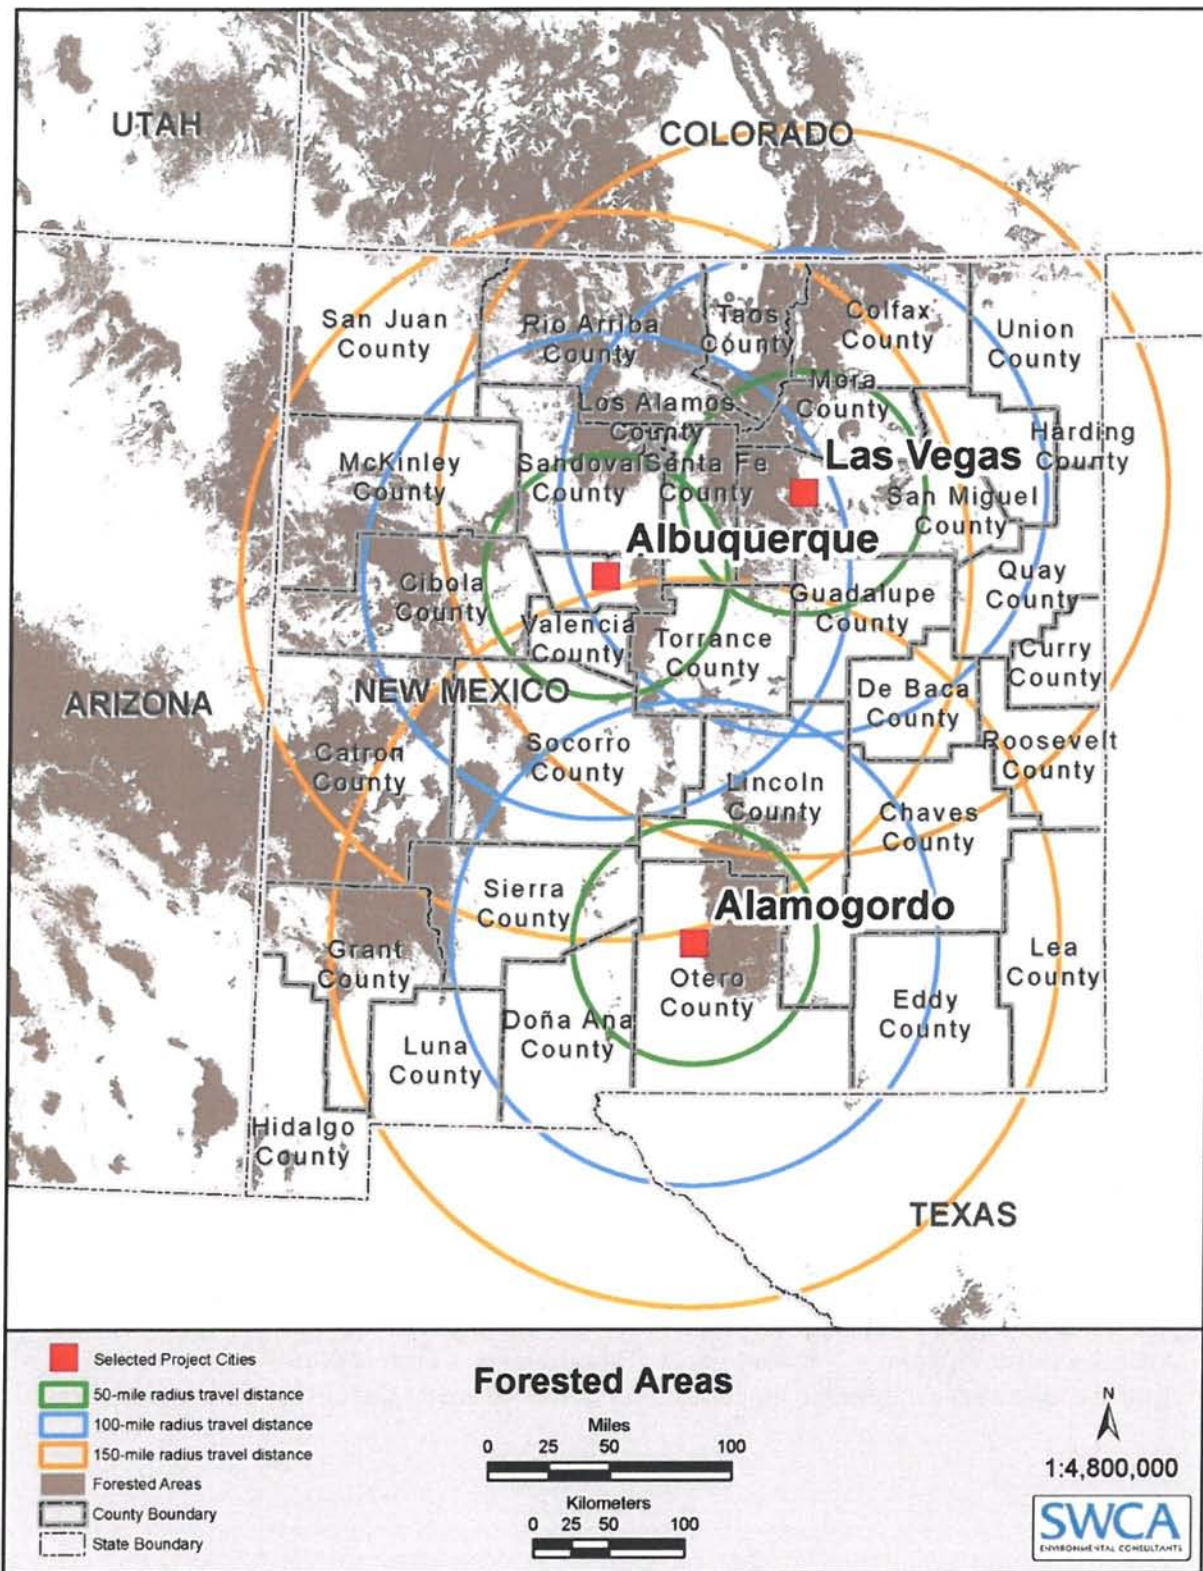 UTAH
COLORADO
San Juan
County
Rio Arriba
County
Taos
County
Colfax
County
Union
County
Los Alamos
County
Mora
County
Harding
County
McKinley
County
Sandoval
County
Santa Fe
County
Las Vegas
San Miguel
County
Albuquerque
Cibola
County
Valencia
County
Torrance
County
Guadalupe
County
Quay
County
Curry
County
ARIZONA
NEW MEXICO
De Baca
County
Catron
County
Socorro
County
Lincoln
County
Roosevelt
County
Chaves
County
Sierra
County
Alamogordo
Grant
County
Otero
County
Lea
County
Eddy
County
Doña Ana
County
Luna
County
Hidalgo
County
TEXAS
Selected Project Cities
50-mile radius travel distance
100-mile radius travel distance
150-mile radius travel distance
Forested Areas
County Boundary
State Boundary
Forested Areas
Miles
0 25 50 100
Kilometers
0 25 50 100
N
1:4,800,000
SWCA
ENVIRONMENTAL CONSULTANTS